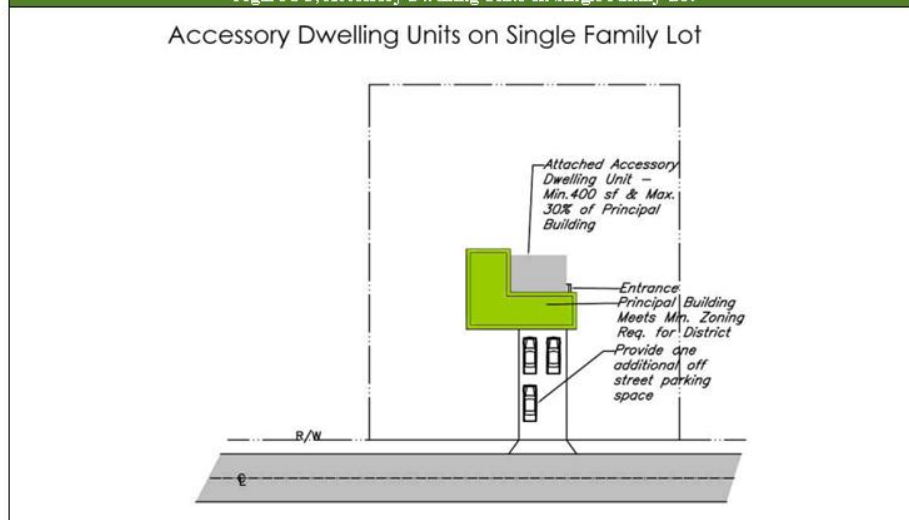 Accessory Dwelling Units on Single Family Lot
Attached Accessory
Dwelling Unit –
Min.400 sf & Max.
30% of Principal
Building
Entrance
Principal Building
Meets Min. Zoning
Req. for District
Provide one
additional off
street parking
space
R/W
℄